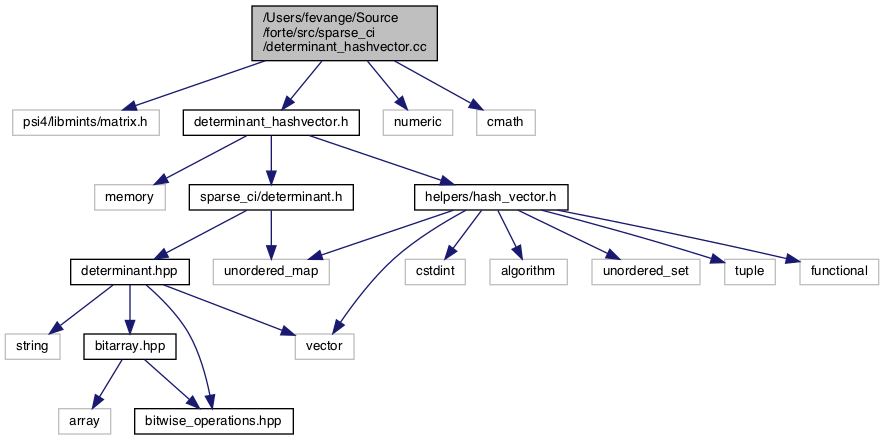 /Users/fevange/Source
/forte/src/sparse_ci
/determinant_hashvector.cc
psi4/libmints/matrix.h
determinant_hashvector.h
numeric
cmath
memory
sparse_ci/determinant.h
helpers/hash_vector.h
determinant.hpp
unordered_map
cstdint
algorithm
unordered_set
tuple
functional
string
bitarray.hpp
vector
array
bitwise_operations.hpp